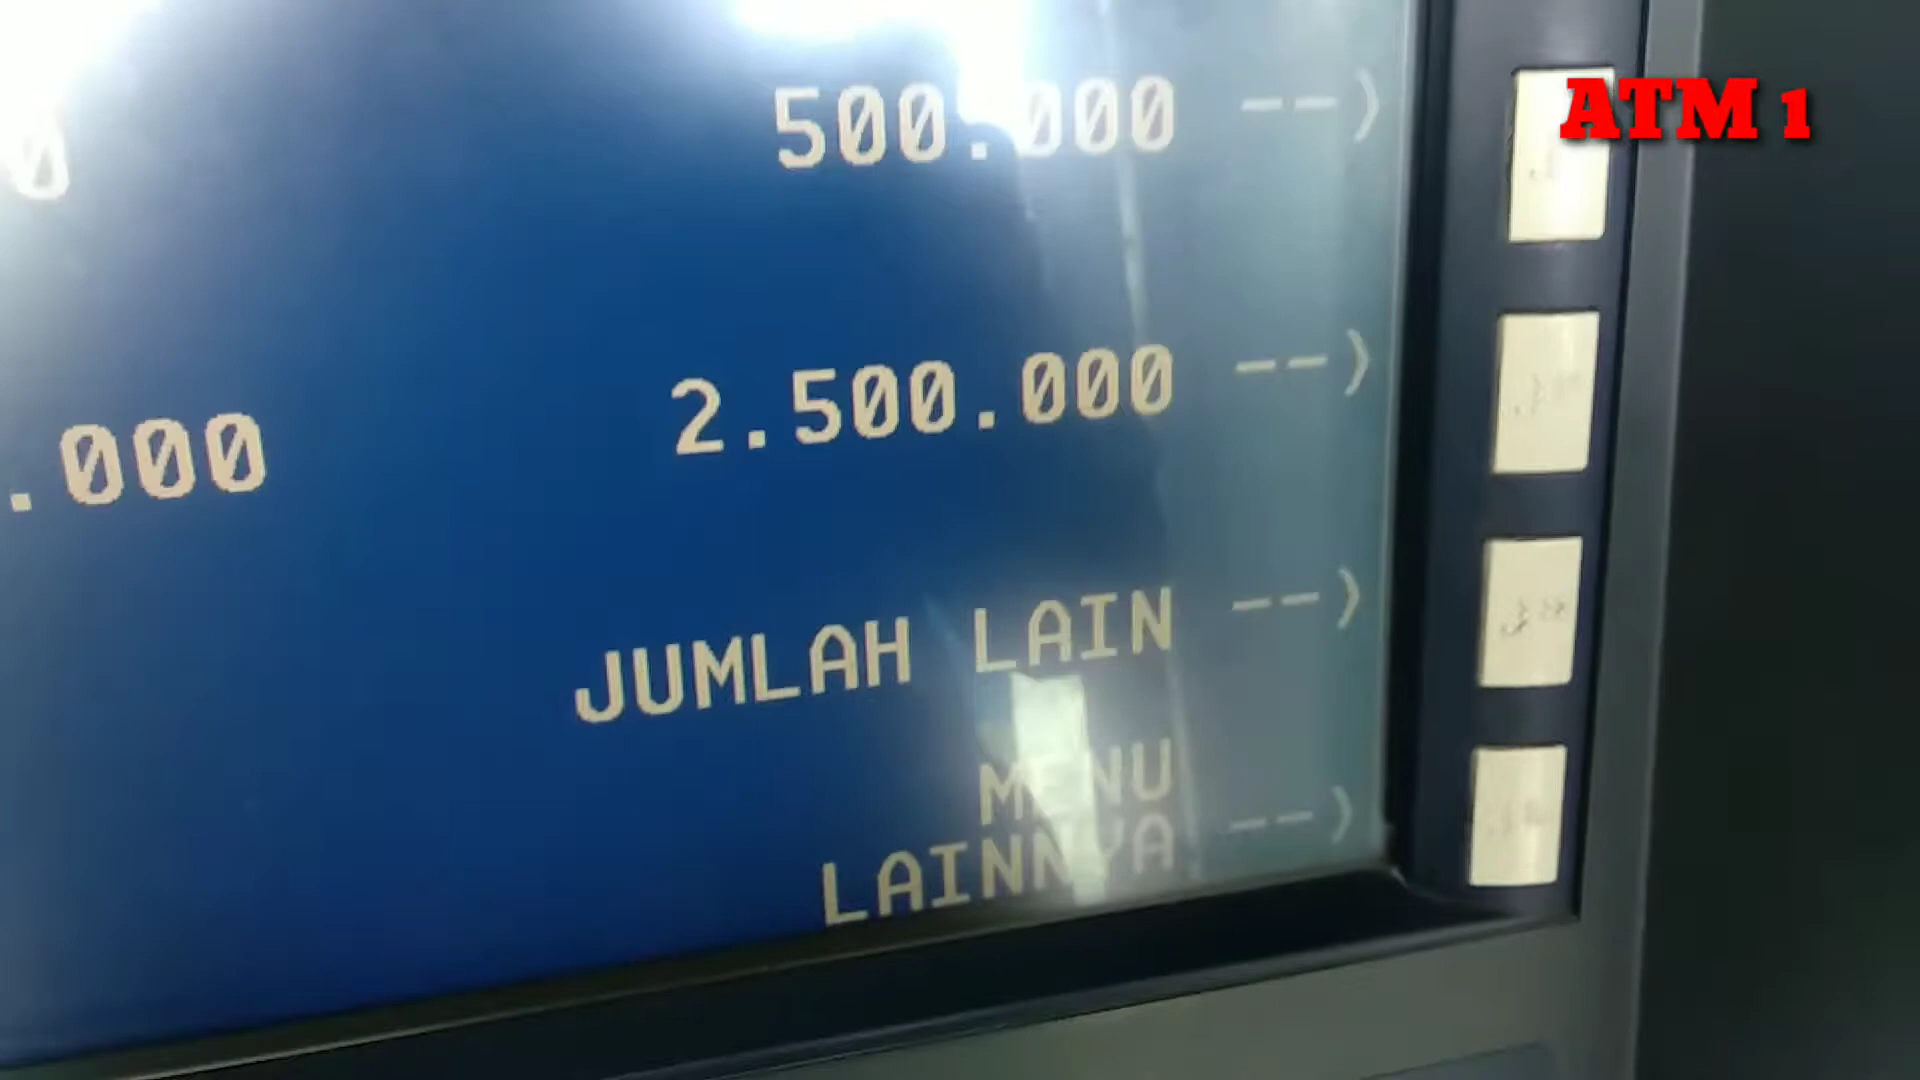 ATM 1
500.000 -->
2.500.000 -->
.000
JUMLAH LAIN -->
MENU
LAINNYA -->